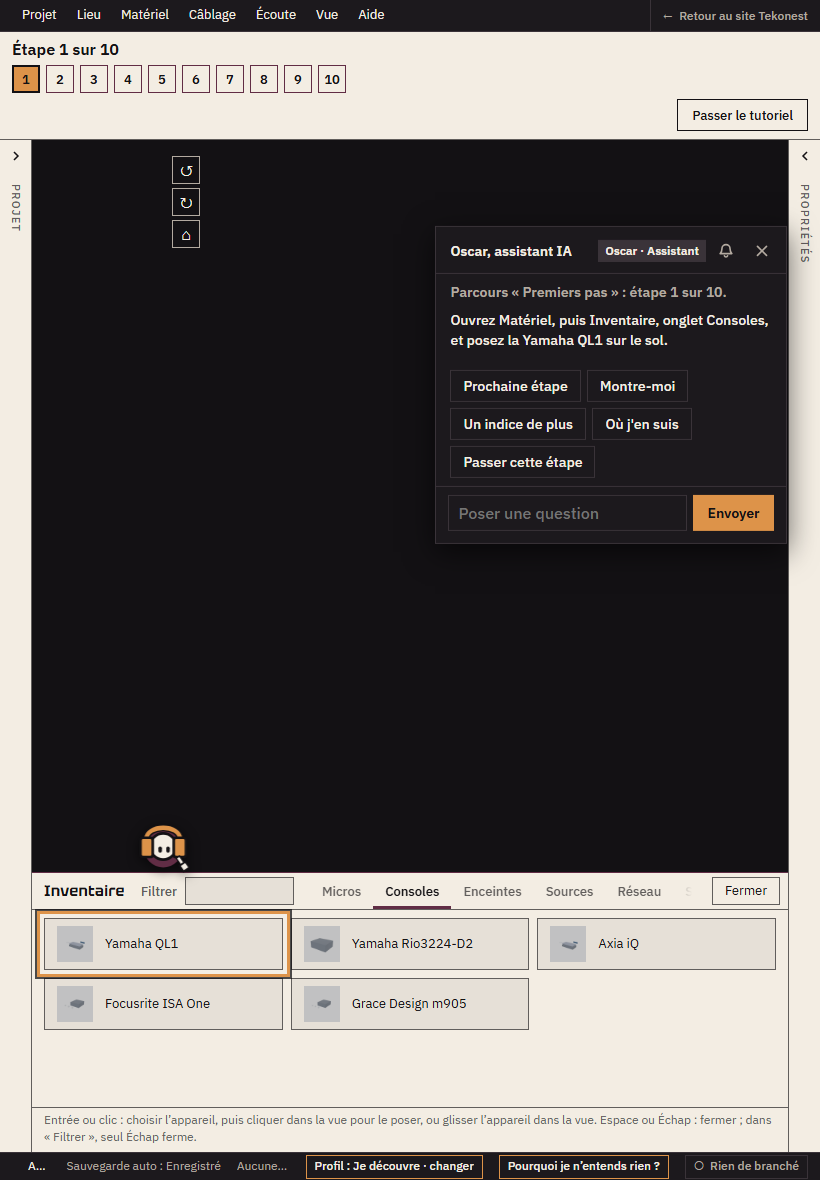 Projet Lieu Matériel Câblage Écoute Vue Aide ← Retour au site Tekonest
Étape 1 sur 10
1 2 3 4 5 6 7 8 9 10
Passer le tutoriel
PROJET
PROPRIÉTÉS
Oscar, assistant IA Oscar · Assistant
Parcours « Premiers pas » : étape 1 sur 10.
Ouvrez Matériel, puis Inventaire, onglet Consoles,
et posez la Yamaha QL1 sur le sol.
Prochaine étape Montre-moi
Un indice de plus Où j'en suis
Passer cette étape
Poser une question Envoyer
Inventaire Filtrer Micros Consoles Enceintes Sources Réseau Fermer
Yamaha QL1 Yamaha Rio3224-D2 Axia iQ
Focusrite ISA One Grace Design m905
Entrée ou clic : choisir l’appareil, puis cliquer dans la vue pour le poser, ou glisser l’appareil dans la vue. Espace ou Échap : fermer ; dans
« Filtrer », seul Échap ferme.
A... Sauvegarde auto : Enregistré Aucune... Profil : Je découvre · changer Pourquoi je n’entends rien ? Rien de branché